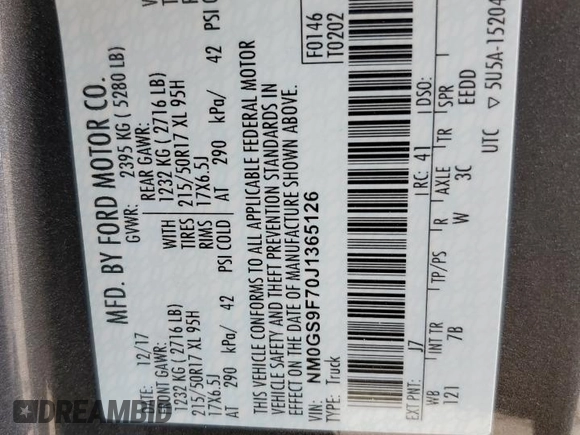 MFD. BY FORD MOTOR CO.
12/17
GVWR: 2395 KG ( 5280 LB)
FRONT GAWR:
1232 KG ( 2716 LB)
215/50R17 XL 95H
17X6.5J
AT 290 kPa/ 42
REAR GAWR:
1232 KG ( 2716 LB)
WITH
TIRES 215/50R17 XL 95H
RIMS 17X6.5J
PSI COLD AT 290 kPa/ 42 PSI COLD
THIS VEHICLE CONFORMS TO ALL APPLICABLE FEDERAL MOTOR
VEHICLE SAFETY AND THEFT PREVENTION STANDARDS IN
EFFECT ON THE DATE OF MANUFACTURE SHOWN ABOVE.
VIN: NM0GS9F70J1365126
TYPE: Truck
F0146
T0202
EXT PNT: J7
RC: 41
DSO:
WB
INT TR
TP/PS
R
AXLE
TR
SPR
121
7B
W
3C
EEDD
UTC
▽ 5U5A-15204
DREAMBID